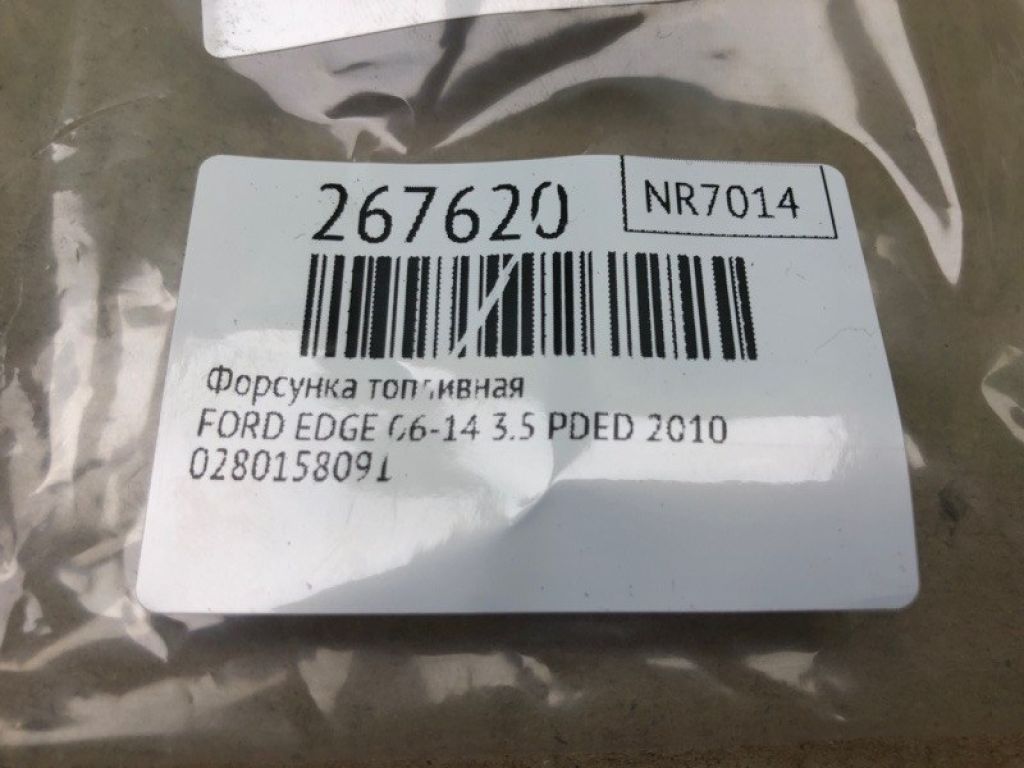 267620
NR7014
Форсунка топливная
FORD EDGE 06-14 3.5 PDED 2010
0280158091